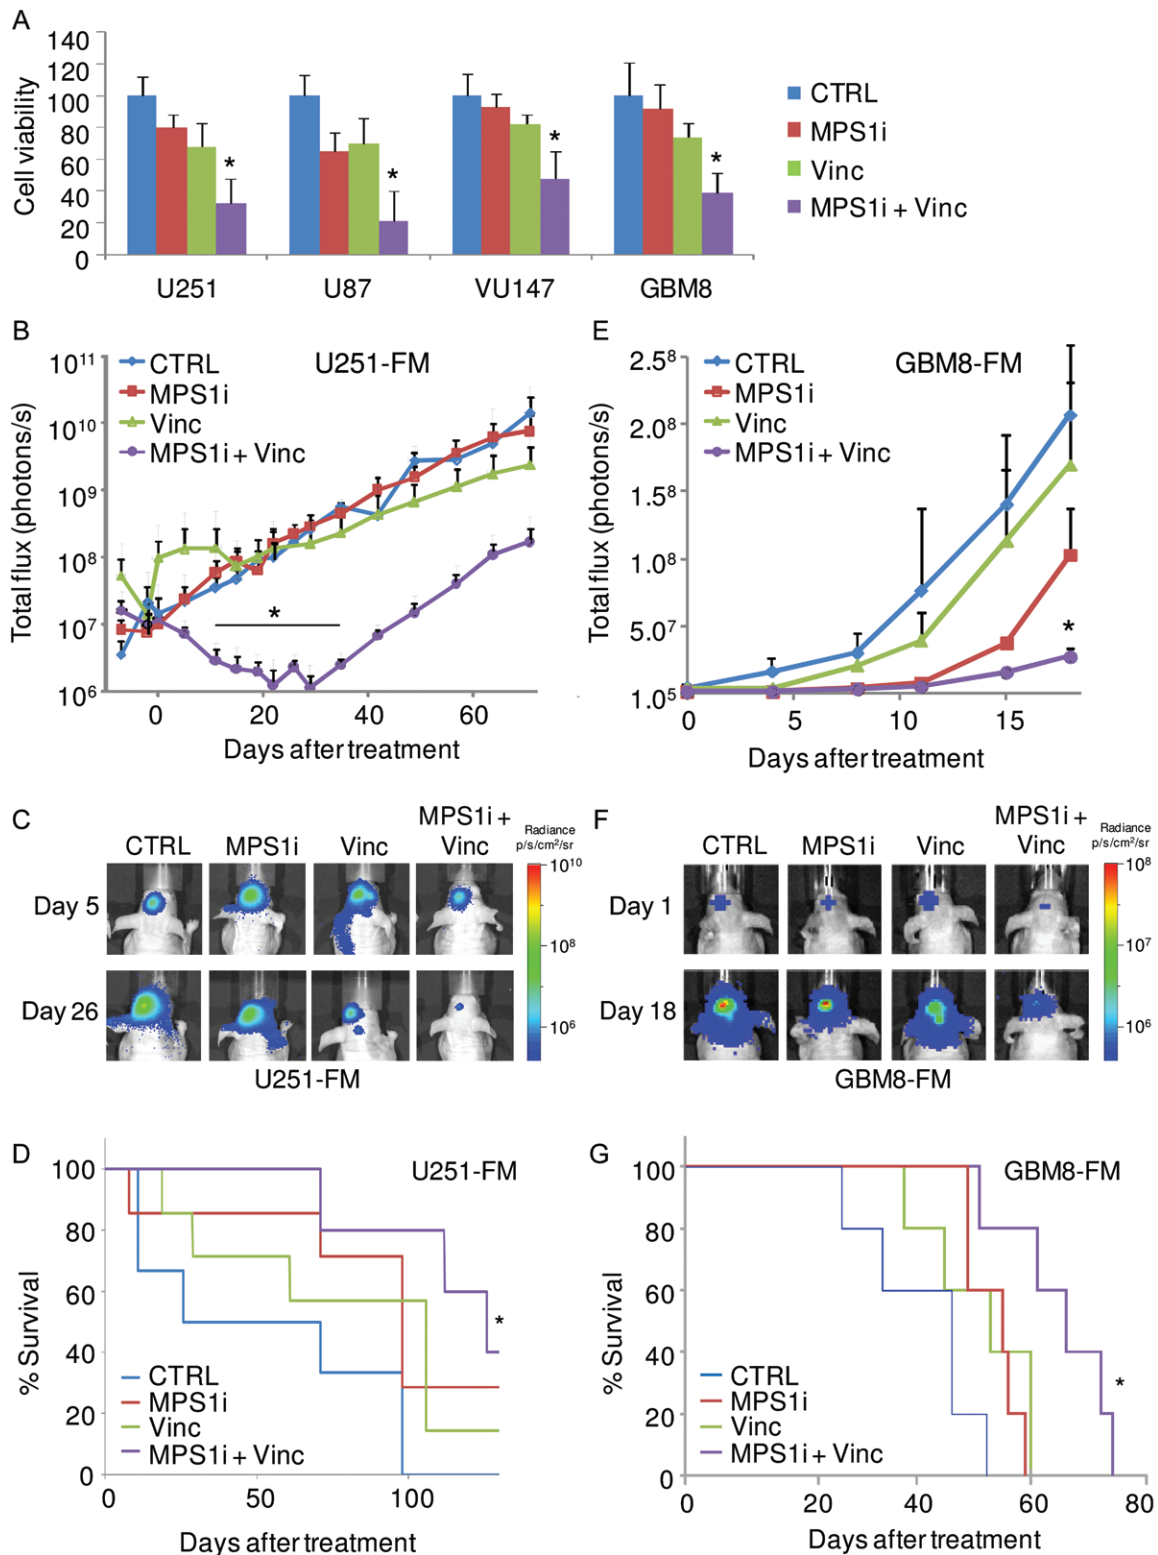 A
140
120
100
80
60
40
20
0
Cell viability
*
*
*
*
U251
U87
VU147
GBM8
CTRL
MPS1i
Vinc
MPS1i + Vinc
B
U251-FM
CTRL
MPS1i
Vinc
MPS1i + Vinc
10¹¹
10¹⁰
10⁹
10⁸
10⁷
10⁶
Total flux (photons/s)
*
0
20
40
60
Days after treatment
E
GBM8-FM
CTRL
MPS1i
Vinc
MPS1i + Vinc
2.5⁸
2.0⁸
1.5⁸
1.0⁸
5.0⁷
1.0⁵
Total flux (photons/s)
*
0
5
10
15
Days after treatment
C
CTRL
MPS1i
Vinc
MPS1i +
Vinc
Radiance
p/s/cm²/sr
10¹⁰
10⁸
10⁶
Day 5
Day 26
U251-FM
F
CTRL
MPS1i
Vinc
MPS1i +
Vinc
Radiance
p/s/cm²/sr
10⁸
10⁷
10⁶
Day 1
Day 18
GBM8-FM
D
U251-FM
100
80
60
40
20
0
% Survival
*
CTRL
MPS1i
Vinc
MPS1i + Vinc
0
50
100
Days after treatment
G
GBM8-FM
100
80
60
40
20
0
% Survival
*
CTRL
MPS1i
Vinc
MPS1i + Vinc
0
20
40
60
80
Days after treatment